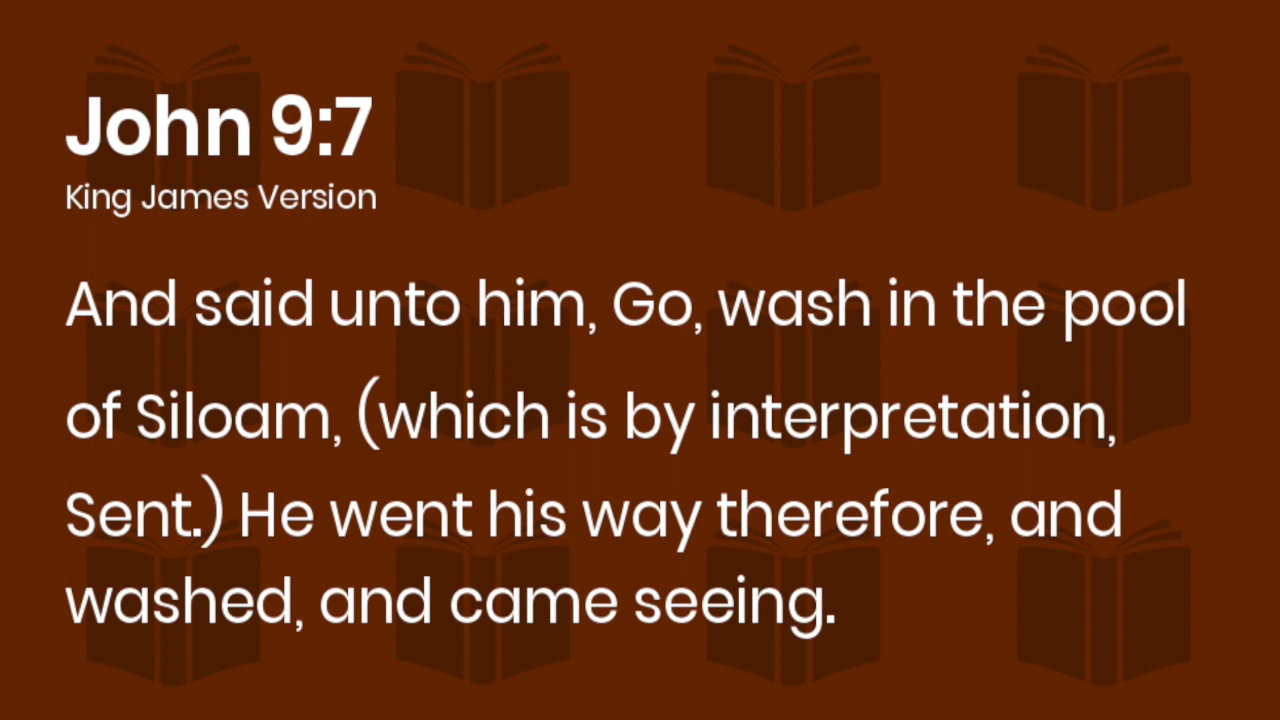 John 9:7
King James Version
And said unto him, Go, wash in the pool
of Siloam, (which is by interpretation,
Sent.) He went his way therefore, and
washed, and came seeing.